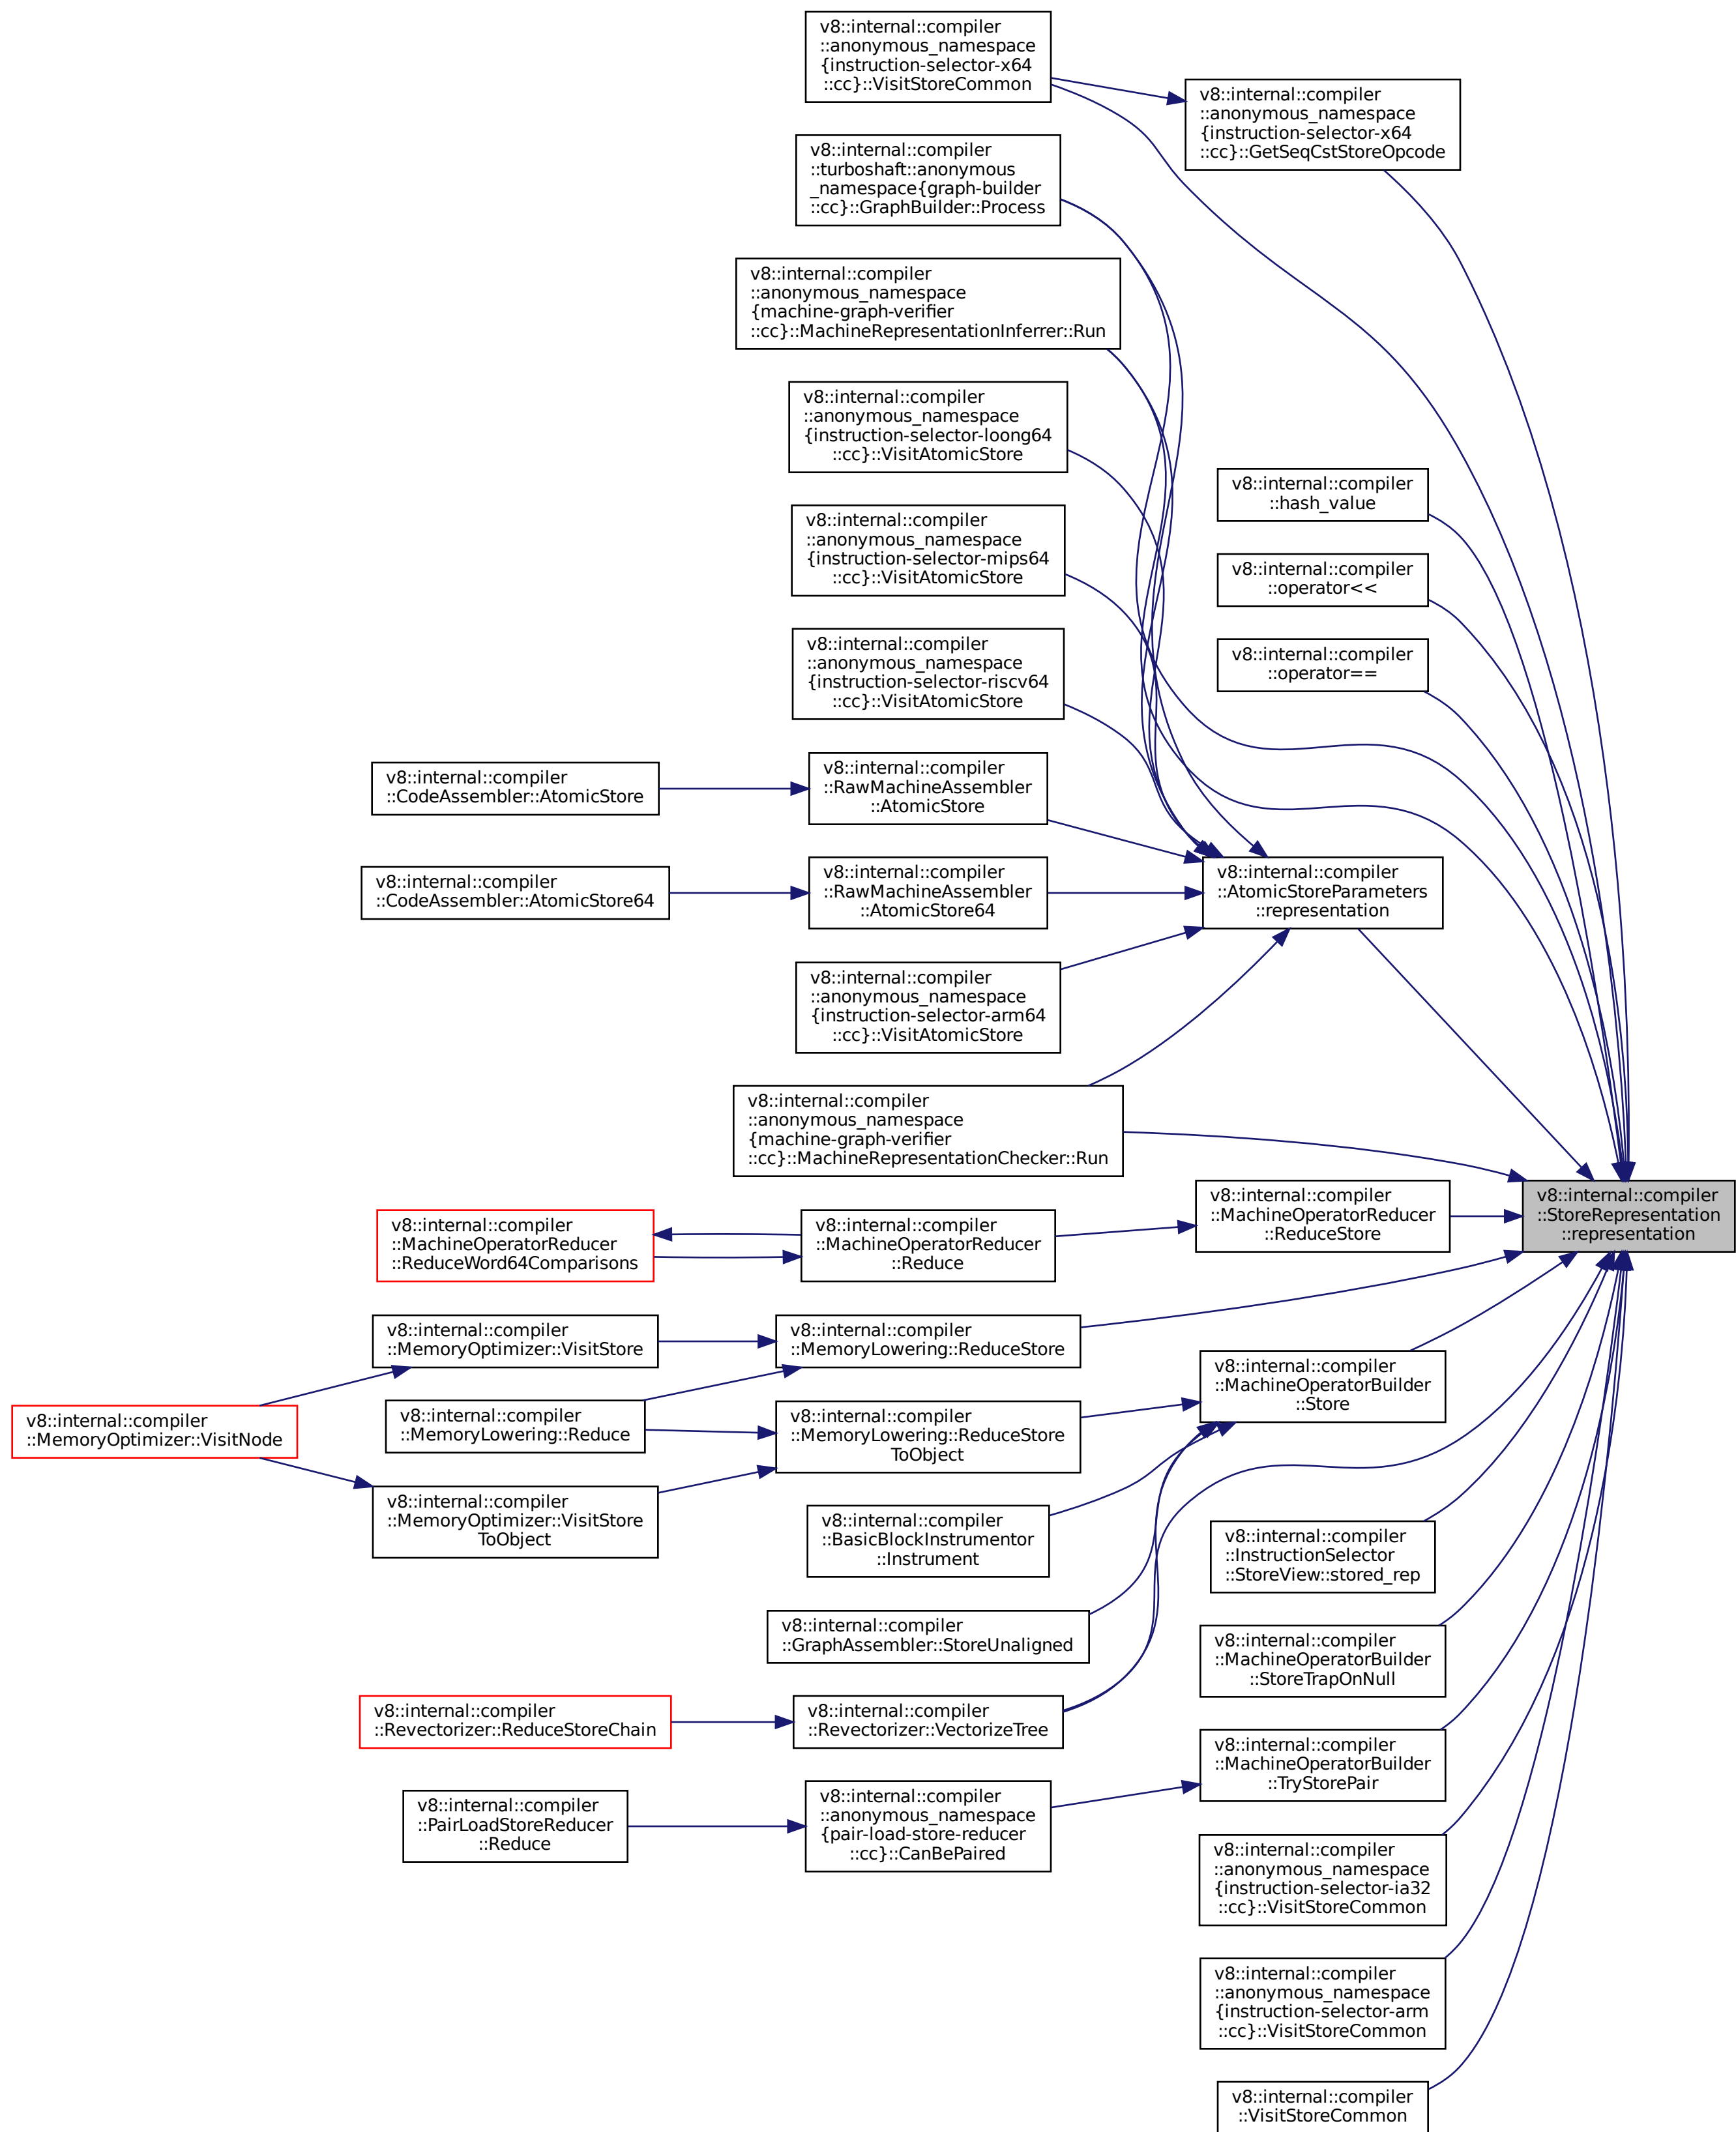 v8::internal::compiler
::anonymous_namespace
{instruction-selector-x64
::cc}::VisitStoreCommon
v8::internal::compiler
::anonymous_namespace
{instruction-selector-x64
::cc}::GetSeqCstStoreOpcode
v8::internal::compiler
::turboshaft::anonymous
_namespace{graph-builder
::cc}::GraphBuilder::Process
v8::internal::compiler
::anonymous_namespace
{machine-graph-verifier
::cc}::MachineRepresentationInferrer::Run
v8::internal::compiler
::anonymous_namespace
{instruction-selector-loong64
::cc}::VisitAtomicStore
v8::internal::compiler
::hash_value
v8::internal::compiler
::anonymous_namespace
{instruction-selector-mips64
::cc}::VisitAtomicStore
v8::internal::compiler
::operator<<
v8::internal::compiler
::anonymous_namespace
{instruction-selector-riscv64
::cc}::VisitAtomicStore
v8::internal::compiler
::operator==
v8::internal::compiler
::CodeAssembler::AtomicStore
v8::internal::compiler
::RawMachineAssembler
::AtomicStore
v8::internal::compiler
::CodeAssembler::AtomicStore64
v8::internal::compiler
::RawMachineAssembler
::AtomicStore64
v8::internal::compiler
::AtomicStoreParameters
::representation
v8::internal::compiler
::anonymous_namespace
{instruction-selector-arm64
::cc}::VisitAtomicStore
v8::internal::compiler
::anonymous_namespace
{machine-graph-verifier
::cc}::MachineRepresentationChecker::Run
v8::internal::compiler
::MachineOperatorReducer
::ReduceWord64Comparisons
v8::internal::compiler
::MachineOperatorReducer
::Reduce
v8::internal::compiler
::MachineOperatorReducer
::ReduceStore
v8::internal::compiler
::StoreRepresentation
::representation
v8::internal::compiler
::MemoryOptimizer::VisitStore
v8::internal::compiler
::MemoryLowering::ReduceStore
v8::internal::compiler
::MachineOperatorBuilder
::Store
v8::internal::compiler
::MemoryOptimizer::VisitNode
v8::internal::compiler
::MemoryLowering::Reduce
v8::internal::compiler
::MemoryLowering::ReduceStore
ToObject
v8::internal::compiler
::MemoryOptimizer::VisitStore
ToObject
v8::internal::compiler
::BasicBlockInstrumentor
::Instrument
v8::internal::compiler
::InstructionSelector
::StoreView::stored_rep
v8::internal::compiler
::GraphAssembler::StoreUnaligned
v8::internal::compiler
::MachineOperatorBuilder
::StoreTrapOnNull
v8::internal::compiler
::Revectorizer::ReduceStoreChain
v8::internal::compiler
::Revectorizer::VectorizeTree
v8::internal::compiler
::MachineOperatorBuilder
::TryStorePair
v8::internal::compiler
::PairLoadStoreReducer
::Reduce
v8::internal::compiler
::anonymous_namespace
{pair-load-store-reducer
::cc}::CanBePaired
v8::internal::compiler
::anonymous_namespace
{instruction-selector-ia32
::cc}::VisitStoreCommon
v8::internal::compiler
::anonymous_namespace
{instruction-selector-arm
::cc}::VisitStoreCommon
v8::internal::compiler
::VisitStoreCommon